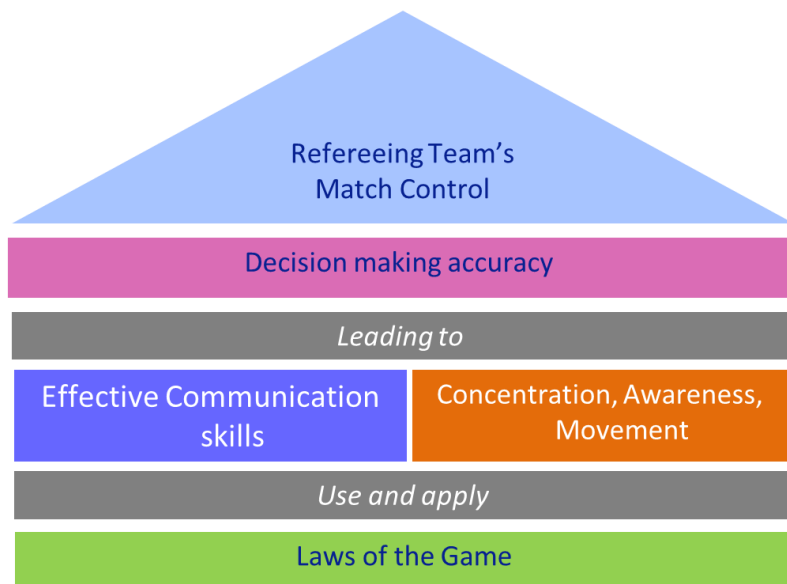 Refereeing Team’s
Match Control
Decision making accuracy
Leading to
Effective Communication
skills
Concentration, Awareness,
Movement
Use and apply
Laws of the Game